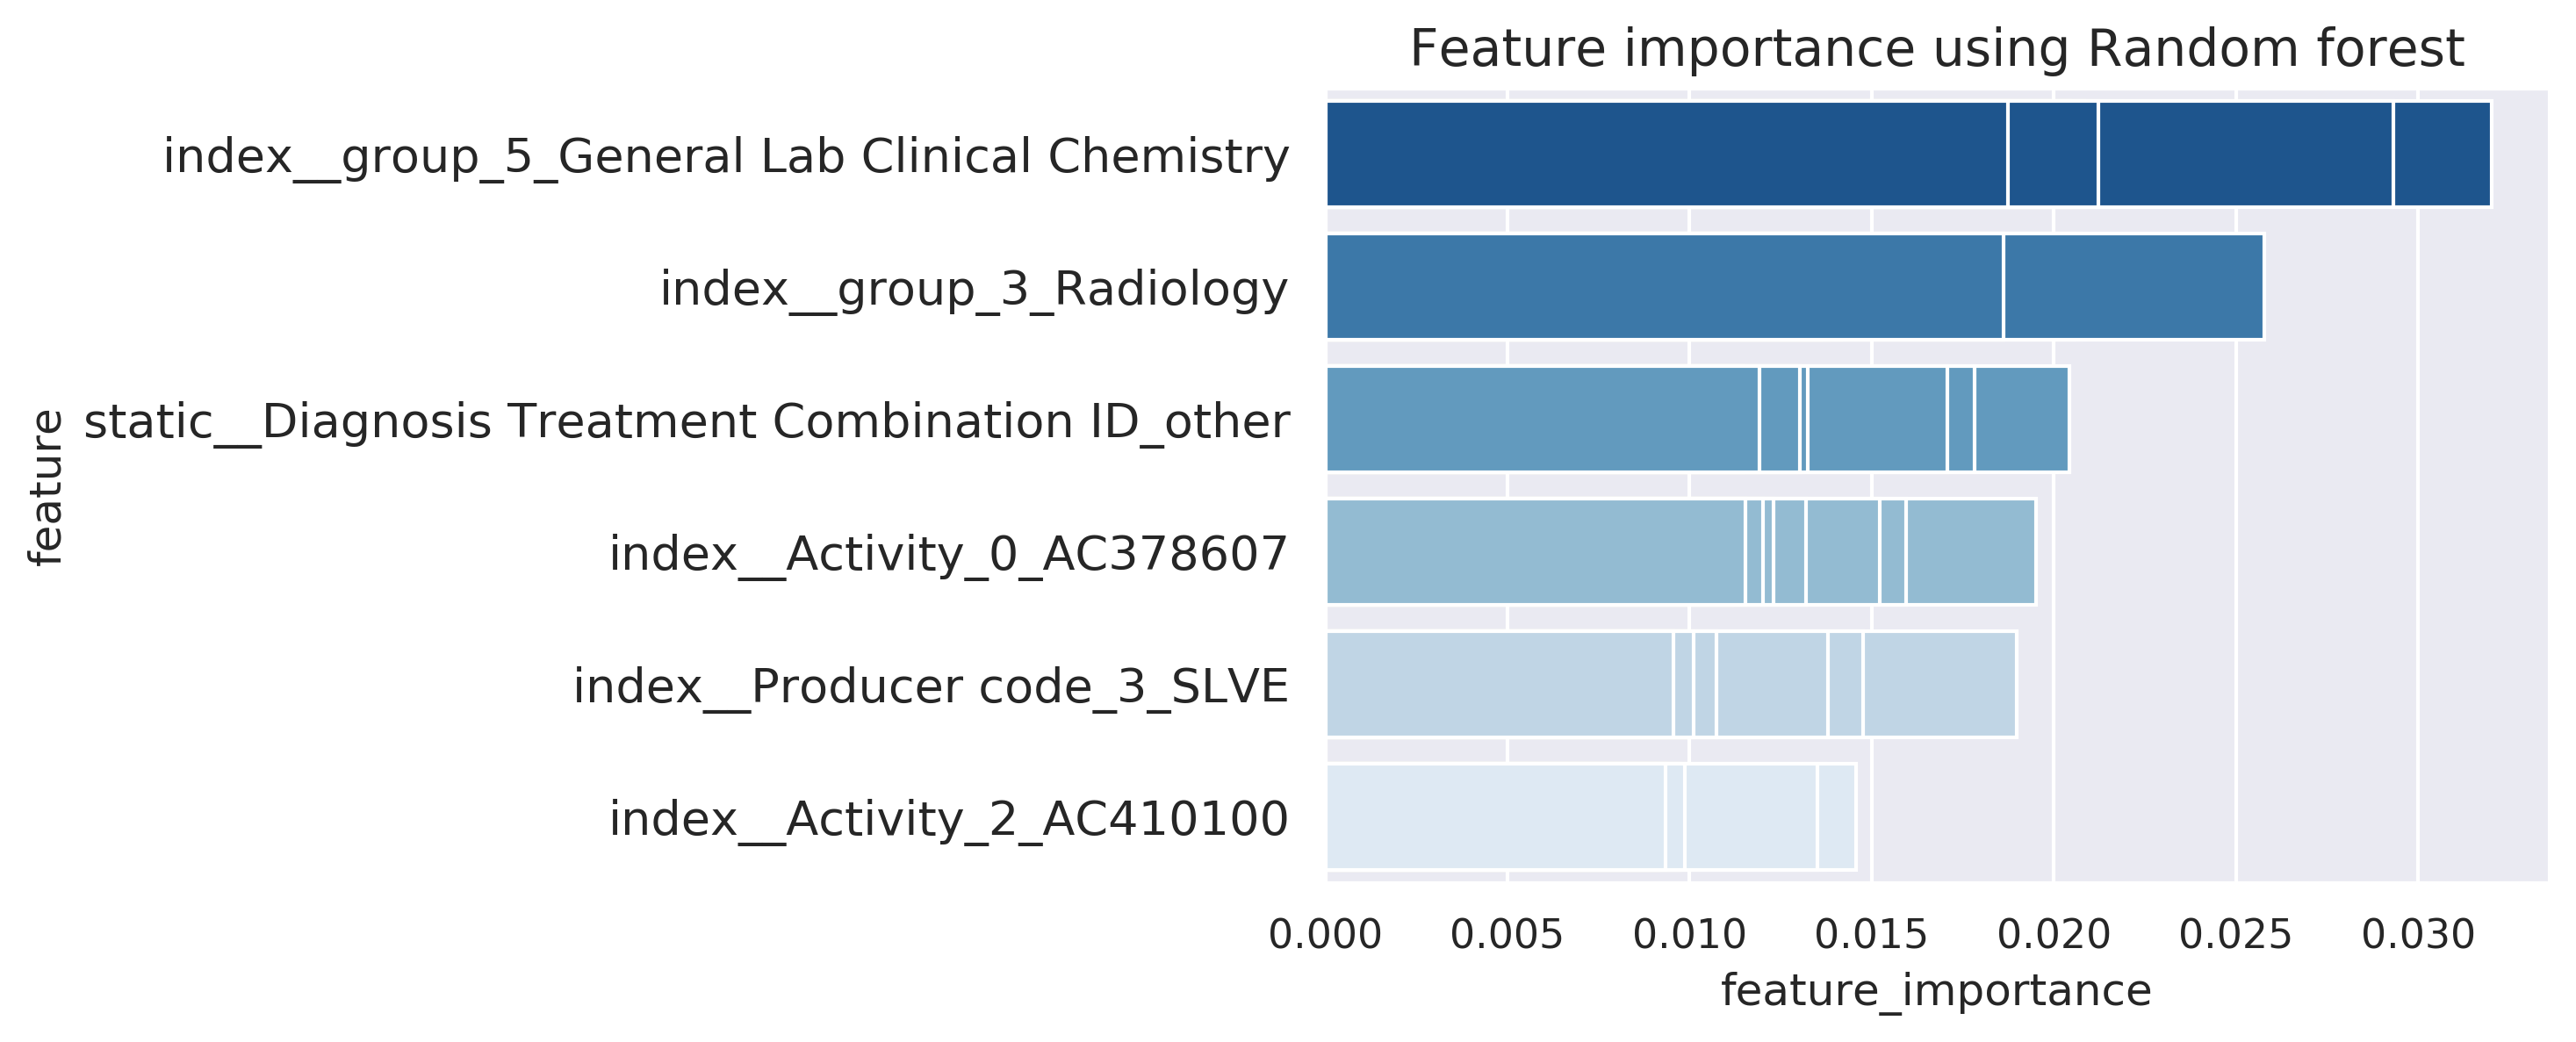 Feature importance using Random forest
index__group_5_General Lab Clinical Chemistry
index__group_3_Radiology
static__Diagnosis Treatment Combination ID_other
index__Activity_0_AC378607
index__Producer code_3_SLVE
index__Activity_2_AC410100
feature
0.000 0.005 0.010 0.015 0.020 0.025 0.030
feature_importance